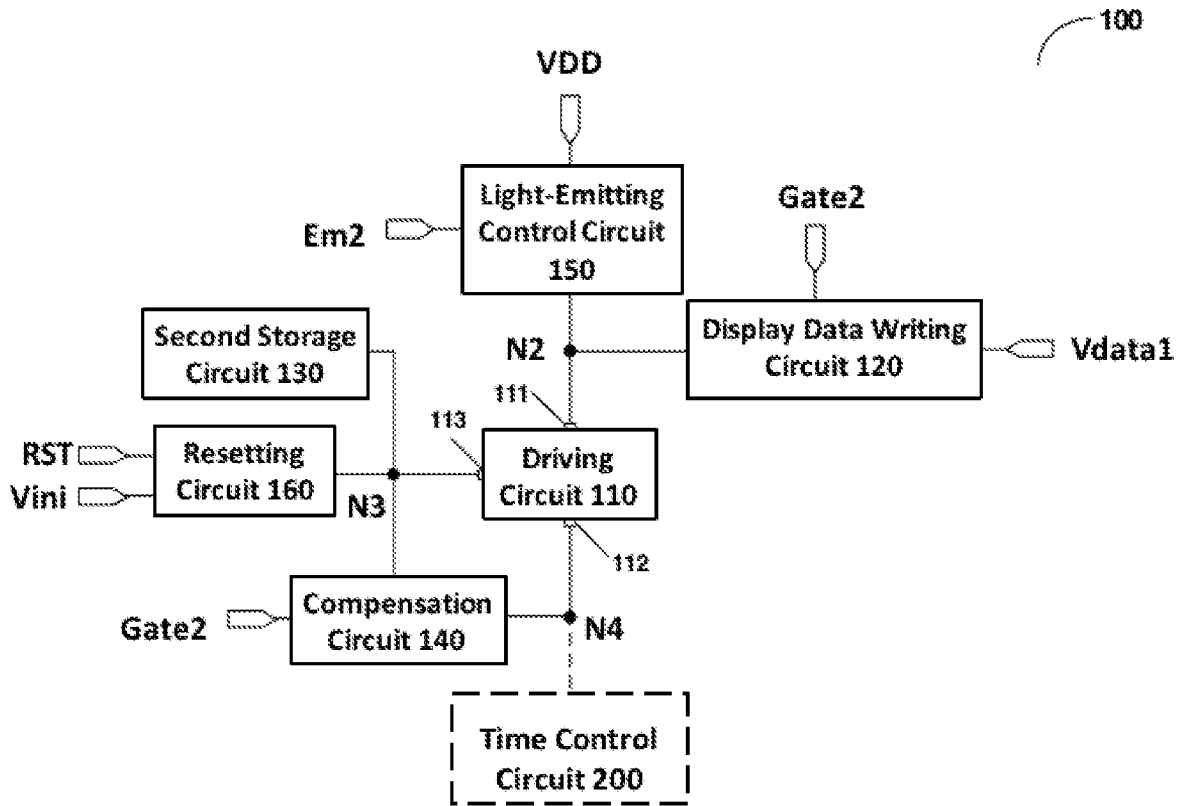 100
VDD
Light-Emitting
Control Circuit
150
Em2
Gate2
Second Storage
Circuit 130
N2
Display Data Writing
Circuit 120
Vdata1
111
113
RST
Vini
Resetting
Circuit 160
N3
Driving
Circuit 110
112
Gate2
Compensation
Circuit 140
N4
Time Control
Circuit 200